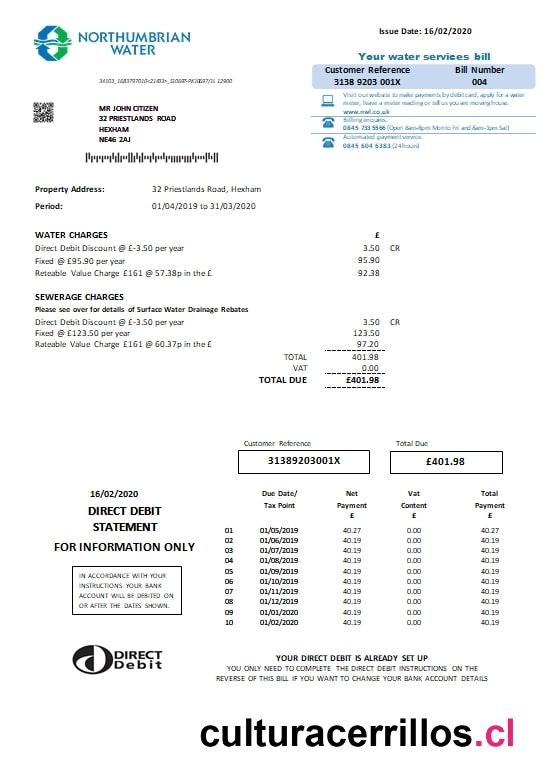 NORTHUMBRIAN
WATER
Issue Date: 16/02/2020
Your water services bill
Customer Reference Bill Number
3138 9203 001X 004
Visit our website to make payments by debit card, apply for a water
meter, leave a meter reading or tell us you are moving house.
www.nwl.co.uk
Billing enquiries.
0845 733 5566 (Open 8am-8pm Mon to Fri and 8am-1pm Sat)
Automated payment service.
0845 604 6383 (24 hours)
MR JOHN CITIZEN
32 PRIESTLANDS ROAD
HEXHAM
NE46 2AJ
Property Address: 32 Priestlands Road, Hexham
Period: 01/04/2019 to 31/03/2020
WATER CHARGES £
Direct Debit Discount @ £-3.50 per year 3.50 CR
Fixed @ £95.90 per year 95.90
Reteable Value Charge £161 @ 57.38p in the £ 92.38
SEWERAGE CHARGES
Please see over for details of Surface Water Drainage Rebates
Direct Debit Discount @ £-3.50 per year 3.50 CR
Fixed @ £123.50 per year 123.50
Rateable Value Charge £161 @ 60.37p in the £ 97.20
TOTAL 401.98
VAT 0.00
TOTAL DUE £401.98
Customer Reference Total Due
31389203001X £401.98
16/02/2020
DIRECT DEBIT
STATEMENT
FOR INFORMATION ONLY
IN ACCORDANCE WITH YOUR
INSTRUCTIONS YOUR BANK
ACCOUNT WILL BE DEBITED ON
OR AFTER THE DATES SHOWN.
Due Date/ Net Vat Total
Tax Point Payment Content Payment
£ £ £
01 01/05/2019 40.27 0.00 40.27
02 01/06/2019 40.19 0.00 40.19
03 01/07/2019 40.19 0.00 40.19
04 01/08/2019 40.19 0.00 40.19
05 01/09/2019 40.19 0.00 40.19
06 01/10/2019 40.19 0.00 40.19
07 01/11/2019 40.19 0.00 40.19
08 01/12/2019 40.19 0.00 40.19
09 01/01/2020 40.19 0.00 40.19
10 01/02/2020 40.19 0.00 40.19
DIRECT
Debit
YOUR DIRECT DEBIT IS ALREADY SET UP
YOU ONLY NEED TO COMPLETE THE DIRECT DEBIT INSTRUCTIONS ON THE
REVERSE OF THIS BILL IF YOU WANT TO CHANGE YOUR BANK ACCOUNT DETAILS
culturacerrillos.cl